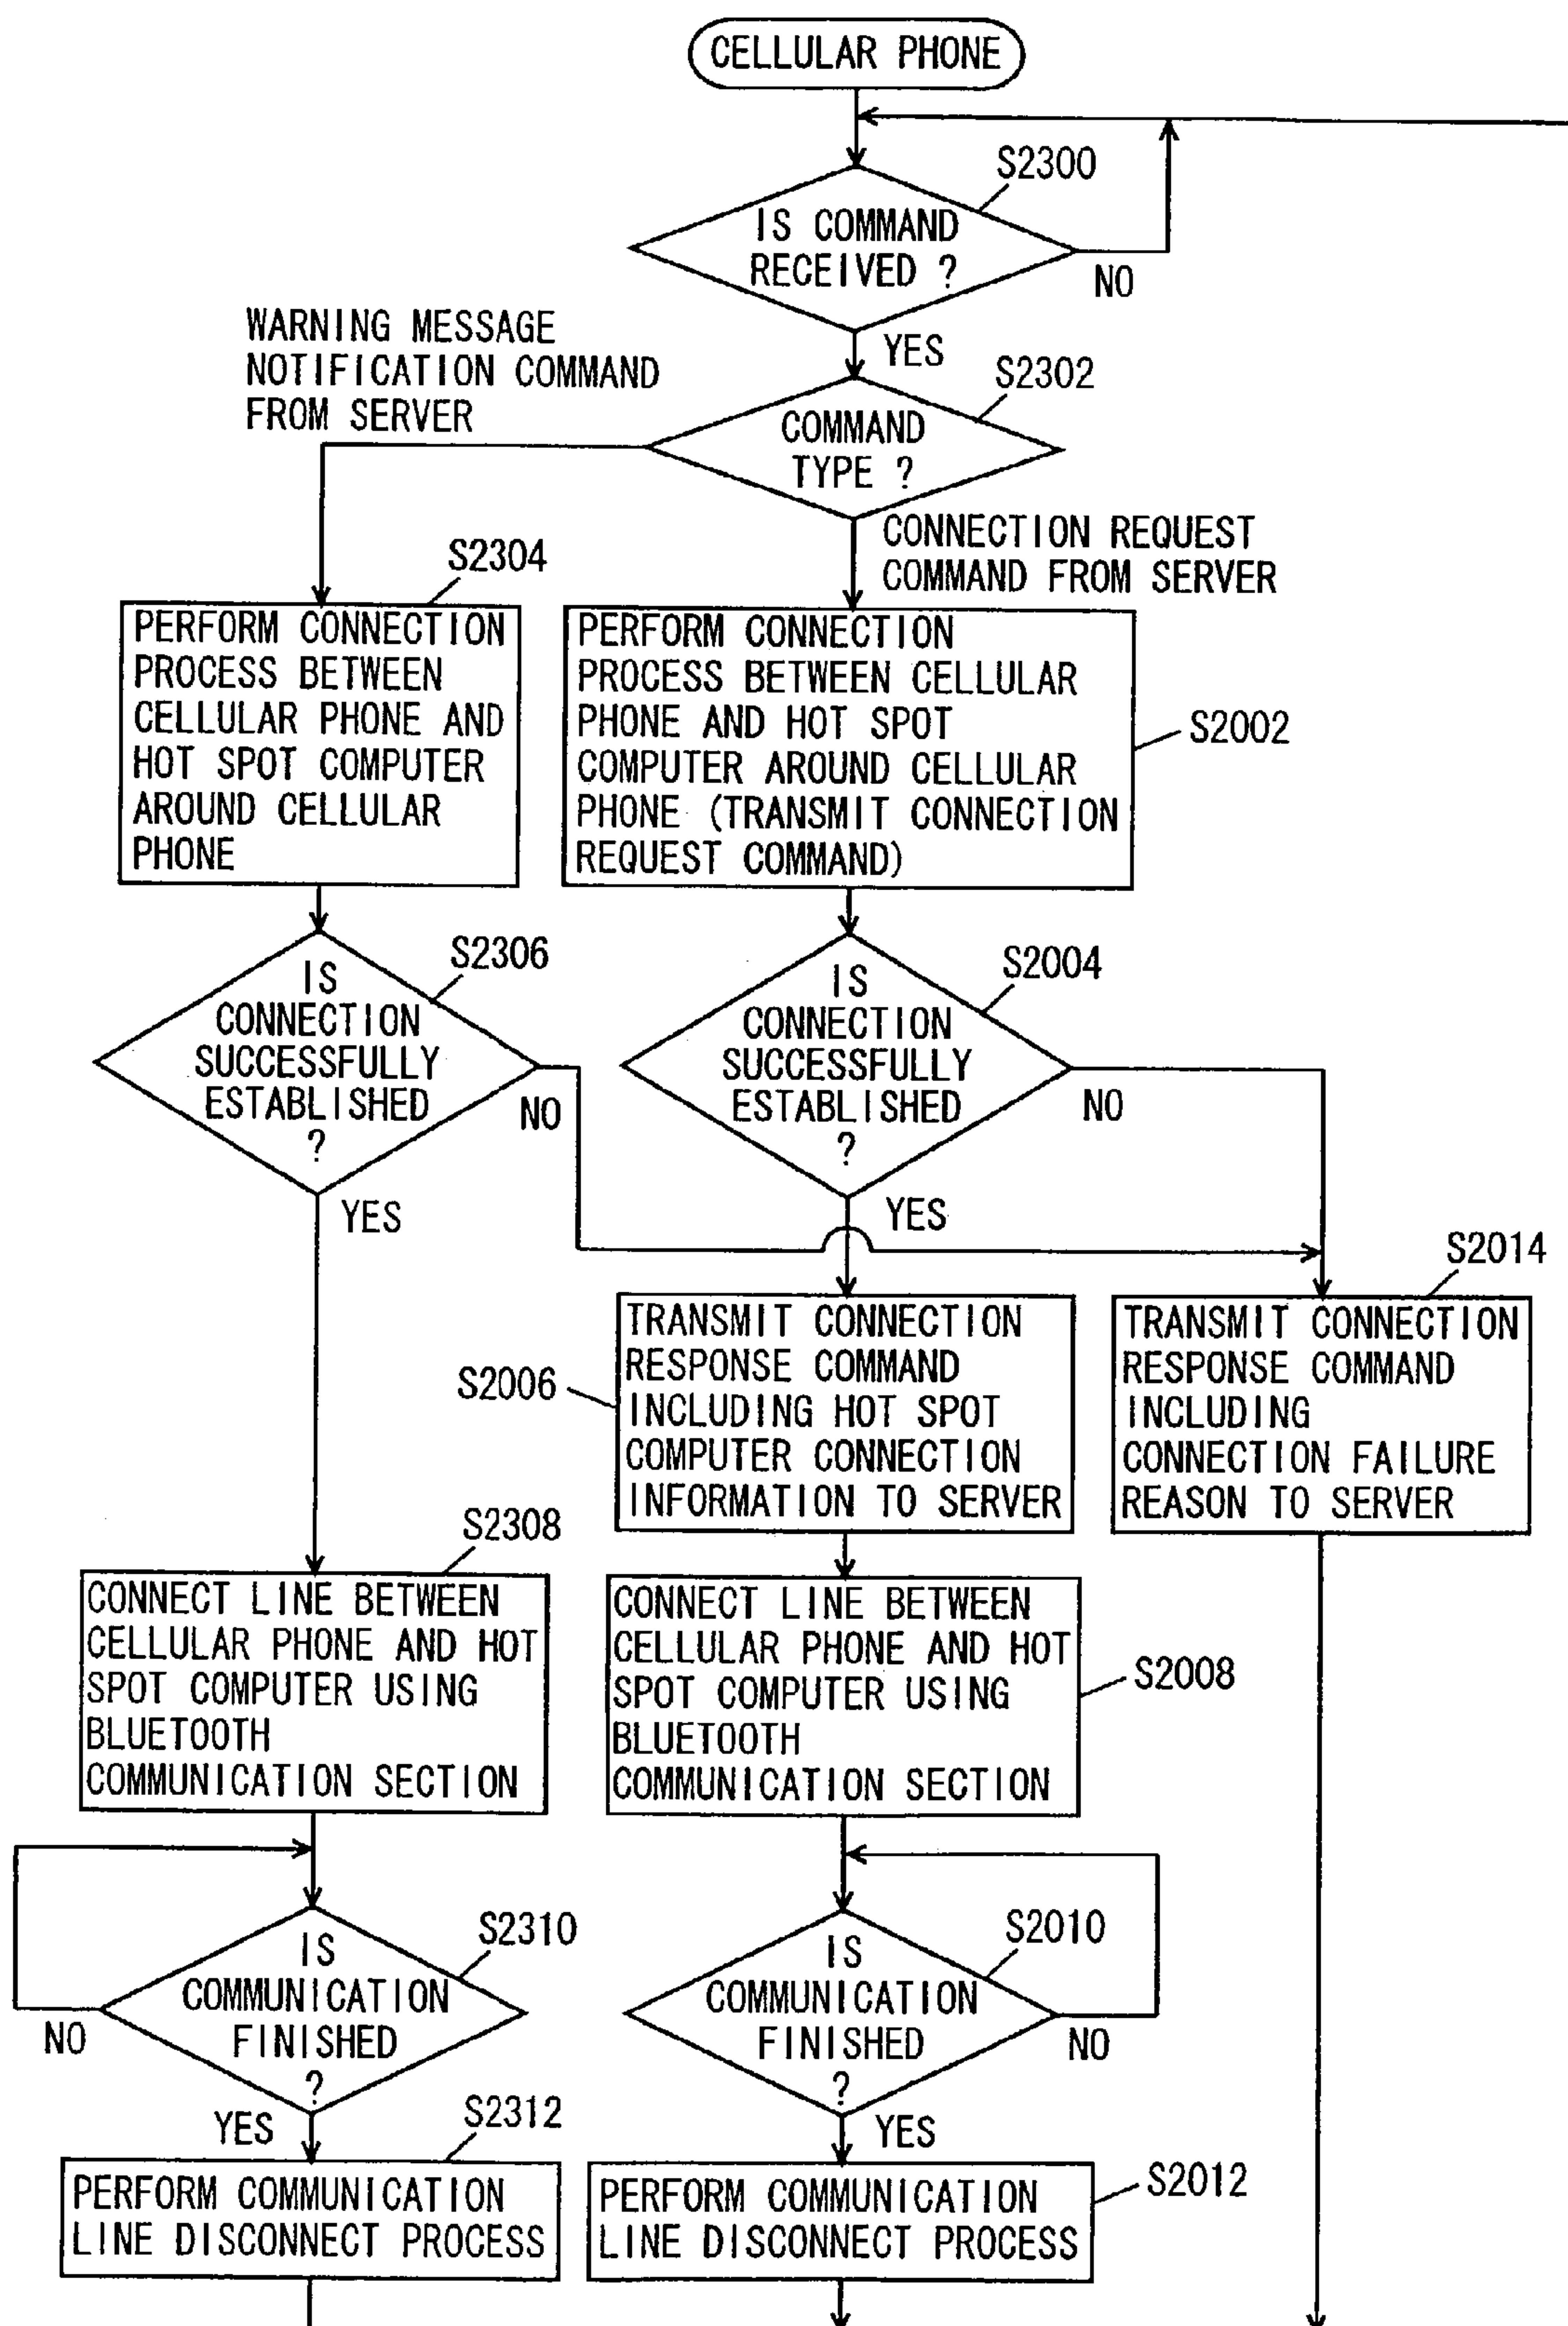 CELLULAR PHONE
S2300
IS COMMAND
RECEIVED ?
NO
YES
WARNING MESSAGE
NOTIFICATION COMMAND
FROM SERVER
S2302
COMMAND
TYPE ?
CONNECTION REQUEST
COMMAND FROM SERVER
S2304
PERFORM CONNECTION
PROCESS BETWEEN
CELLULAR PHONE AND
HOT SPOT COMPUTER
AROUND CELLULAR
PHONE
PERFORM CONNECTION
PROCESS BETWEEN CELLULAR
PHONE AND HOT SPOT
COMPUTER AROUND CELLULAR
PHONE (TRANSMIT CONNECTION
REQUEST COMMAND)
S2002
S2306
IS
CONNECTION
SUCCESSFULLY
ESTABLISHED
?
NO
YES
S2004
IS
CONNECTION
SUCCESSFULLY
ESTABLISHED
?
NO
YES
S2006
TRANSMIT CONNECTION
RESPONSE COMMAND
INCLUDING HOT SPOT
COMPUTER CONNECTION
INFORMATION TO SERVER
S2014
TRANSMIT CONNECTION
RESPONSE COMMAND
INCLUDING
CONNECTION FAILURE
REASON TO SERVER
S2308
CONNECT LINE BETWEEN
CELLULAR PHONE AND HOT
SPOT COMPUTER USING
BLUETOOTH
COMMUNICATION SECTION
CONNECT LINE BETWEEN
CELLULAR PHONE AND HOT
SPOT COMPUTER USING
BLUETOOTH
COMMUNICATION SECTION
S2008
S2310
IS
COMMUNICATION
FINISHED
?
NO
YES
S2010
IS
COMMUNICATION
FINISHED
?
NO
YES
S2312
PERFORM COMMUNICATION
LINE DISCONNECT PROCESS
PERFORM COMMUNICATION
LINE DISCONNECT PROCESS
S2012